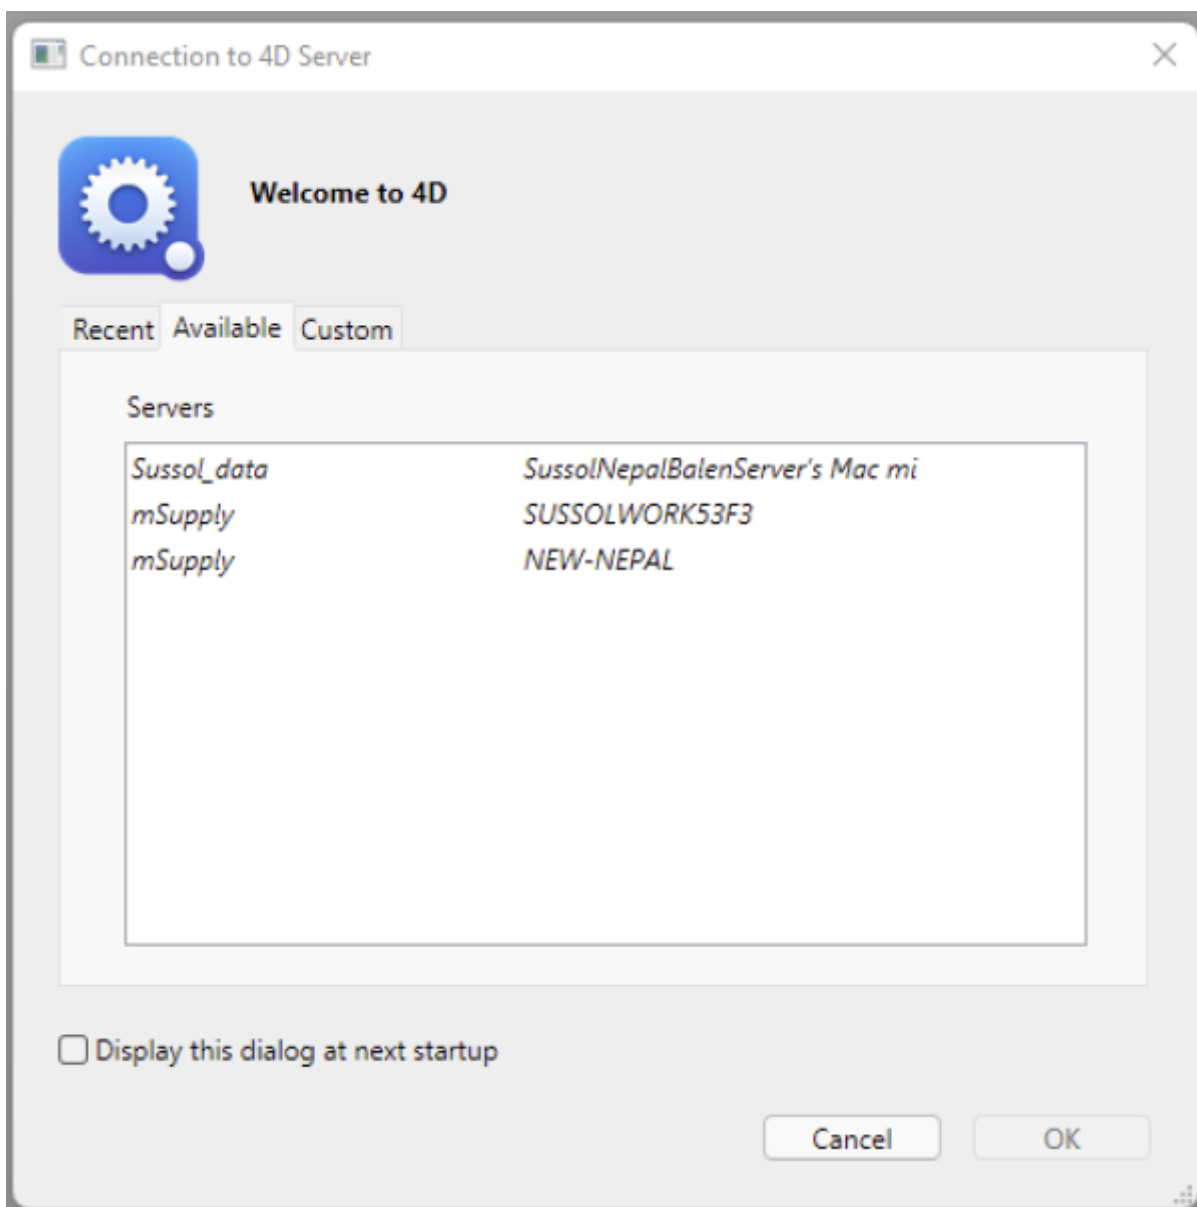 Connection to 4D Server
Welcome to 4D
Recent Available Custom
Servers
Sussol_data SussolNepalBalenServer's Mac mi
mSupply SUSSOLWORK53F3
mSupply NEW-NEPAL
Display this dialog at next startup
Cancel OK